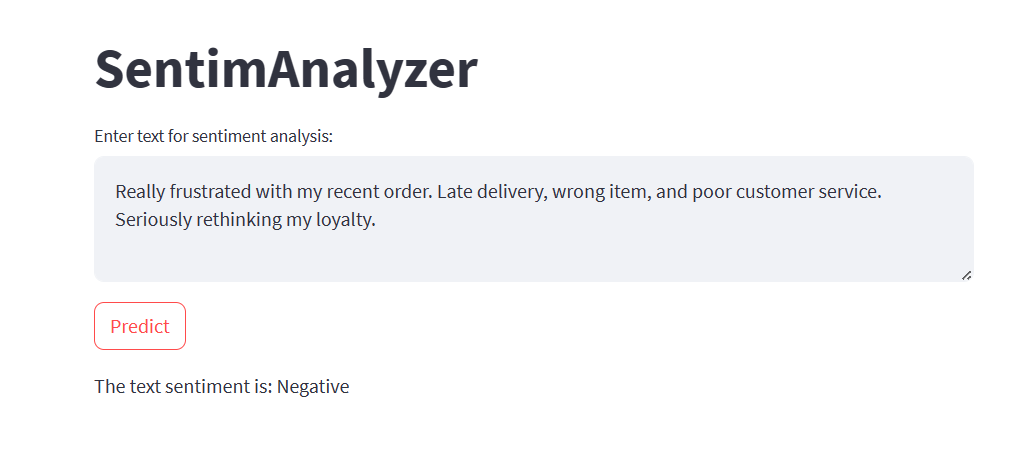 SentimAnalyzer
Enter text for sentiment analysis:
Really frustrated with my recent order. Late delivery, wrong item, and poor customer service.
Seriously rethinking my loyalty.
Predict
The text sentiment is: Negative